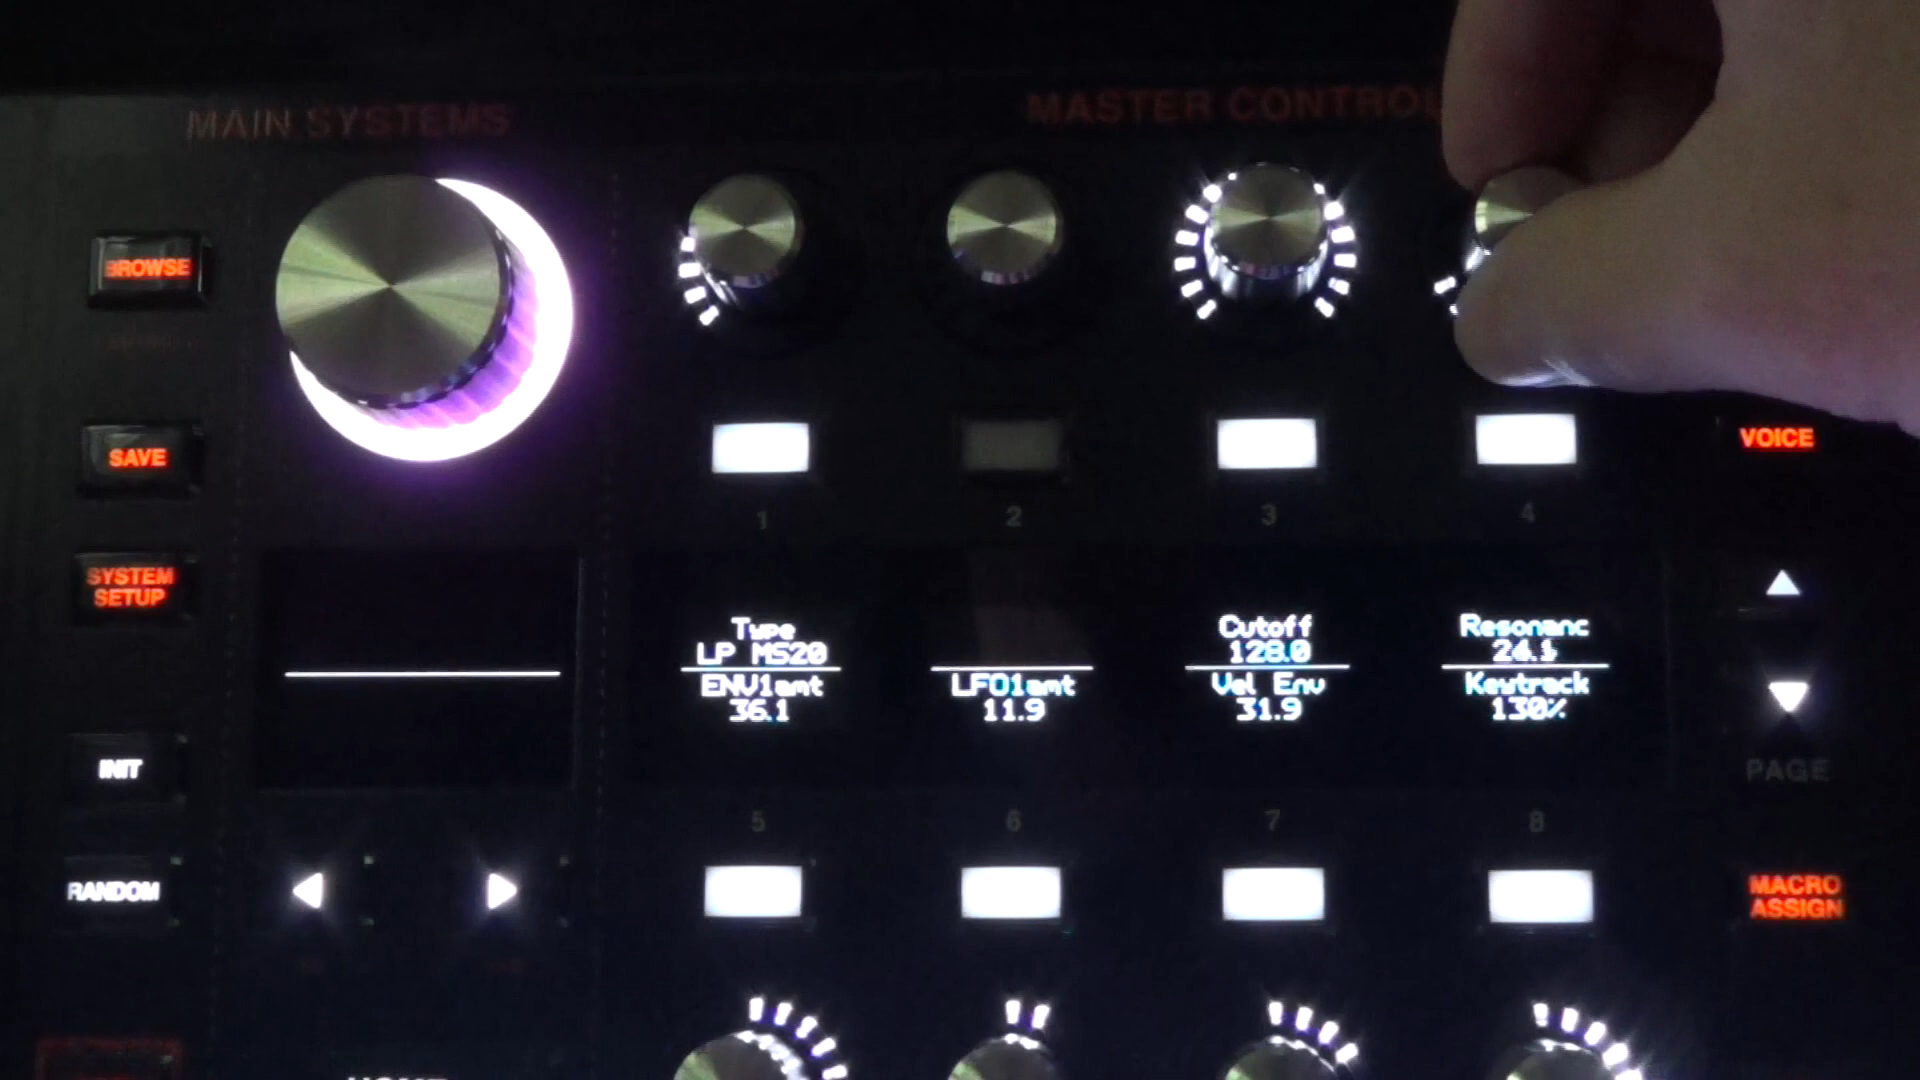 MAIN SYSTEMS
MASTER CONTROL
BROWSE
SAVE
VOICE
1
2
3
4
SYSTEM
SETUP
Type
LP MS20
ENV1amt
36.1
LFO1amt
11.9
Cutoff
128.0
Vel Env
31.9
Resonanc
24.1
Keytrack
130%
INIT
PAGE
5
6
7
8
RANDOM
MACRO
ASSIGN
HOME